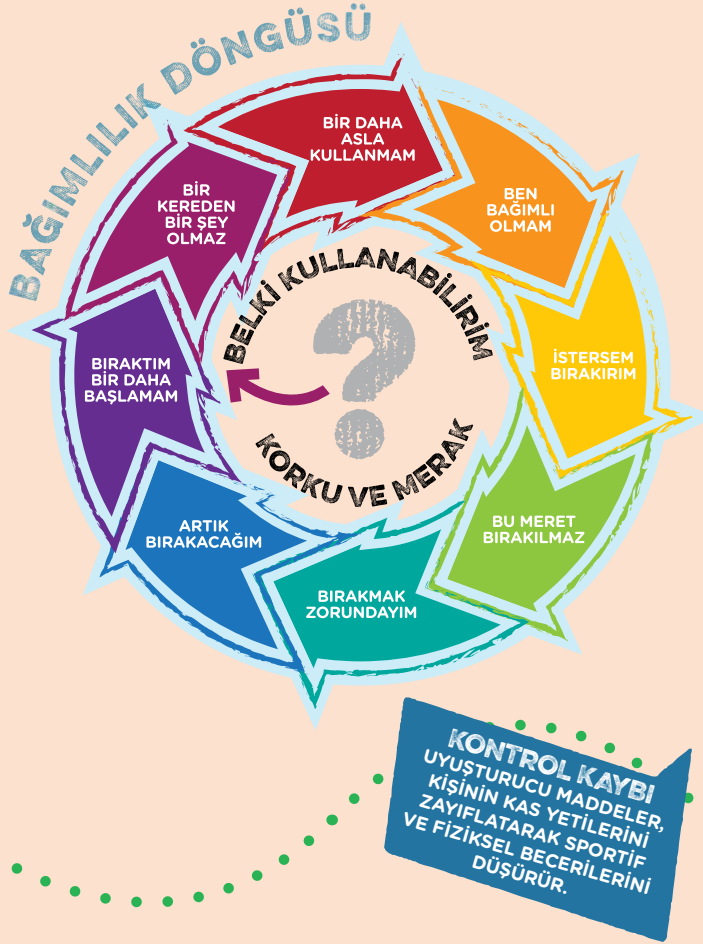 BAĞIMLILIK DÖNGÜSÜ
BİR DAHA
ASLA
KULLANMAM
BEN
BAĞIMLI
OLMAM
İSTERSEM
BIRAKIRIM
BU MERET
BIRAKILMAZ
BIRAKMAK
ZORUNDAYIM
ARTIK
BIRAKACAĞIM
BIRAKTIM
BİR DAHA
BAŞLAMAM
BİR
KEREDEN
BİR ŞEY
OLMAZ
BELKİ KULLANABİLİRİM
?
KORKU VE MERAK
KONTROL KAYBI
UYUŞTURUCU MADDELER,
KİŞİNİN KAS YETİLERİNİ
ZAYIFLATARAK SPORTİF
VE FİZİKSEL BECERİLERİNİ
DÜŞÜRÜR.